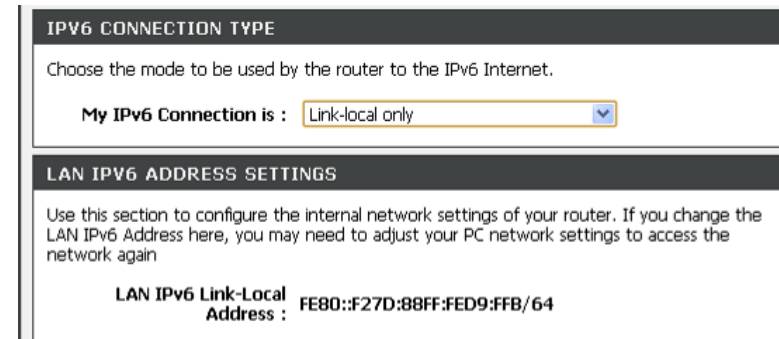 IPV6 CONNECTION TYPE
Choose the mode to be used by the router to the IPv6 Internet.
My IPv6 Connection is : Link-local only
LAN IPV6 ADDRESS SETTINGS
Use this section to configure the internal network settings of your router. If you change the
LAN IPv6 Address here, you may need to adjust your PC network settings to access the
network again
LAN IPv6 Link-Local
Address : FE80::F27D:88FF:FED9:FFB/64